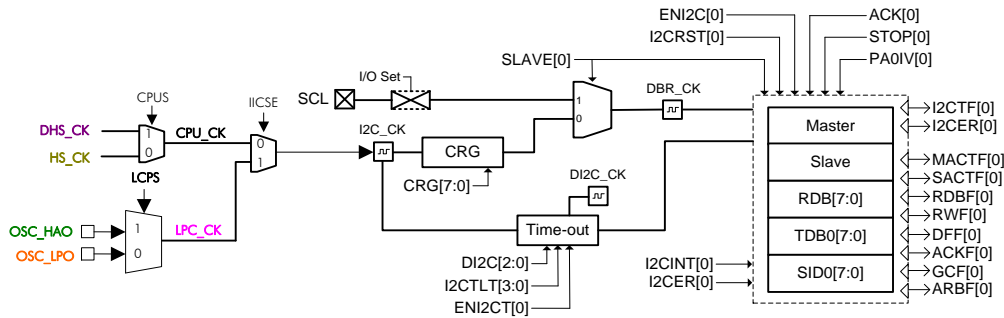 ENI2C[0]
ACK[0]
I2CRST[0]
STOP[0]
SLAVE[0]
PA0IV[0]
I/O Set
DBR_CK
SCL
1
0
CPUS
IICSE
I2C_CK
DHS_CK
1
CPU_CK
HS_CK
0
0
1
CRG
CRG[7:0]
LCPS
OSC_HAO
1
LPC_CK
OSC_LPO
0
DI2C_CK
Time-out
DI2C[2:0]
I2CTLT[3:0]
ENI2CT[0]
Master
Slave
RDB[7:0]
TDB0[7:0]
SID0[7:0]
I2CINT[0]
I2CER[0]
I2CTF[0]
I2CER[0]
MACTF[0]
SACTF[0]
RDBF[0]
RWF[0]
DFF[0]
ACKF[0]
GCF[0]
ARBF[0]